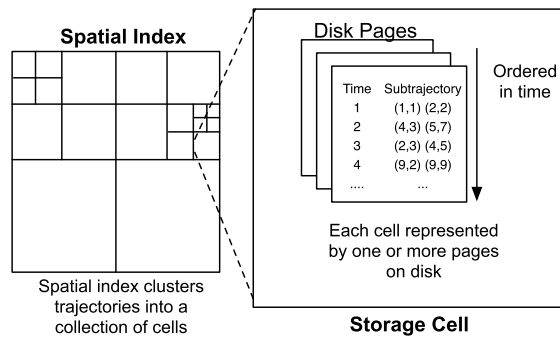 Spatial Index
Spatial index clusters
trajectories into a
collection of cells
Disk Pages
Time Subtrajectory
1 (1,1) (2,2)
2 (4,3) (5,7)
3 (2,3) (4,5)
4 (9,2) (9,9)
.... ...
Ordered
in time
Each cell represented
by one or more pages
on disk
Storage Cell